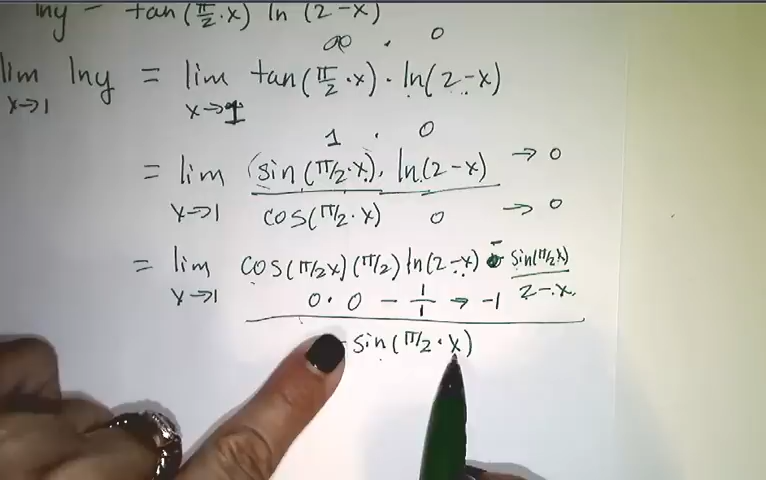 lny = tan(π/2 · x) ln (2-x)
∞ · 0
lim lny = lim tan(π/2 · x) · ln(2-x)
x→1 x→1
1 · 0
= lim (sin(π/2 · x) · ln(2-x) → 0
x→1 cos(π/2 · x) 0 → 0
= lim cos(π/2x)(π/2) ln(2-x) - sin(π/2x)
x→1 0 · 0 - 1/1 → -1 2-x
sin(π/2 · x)